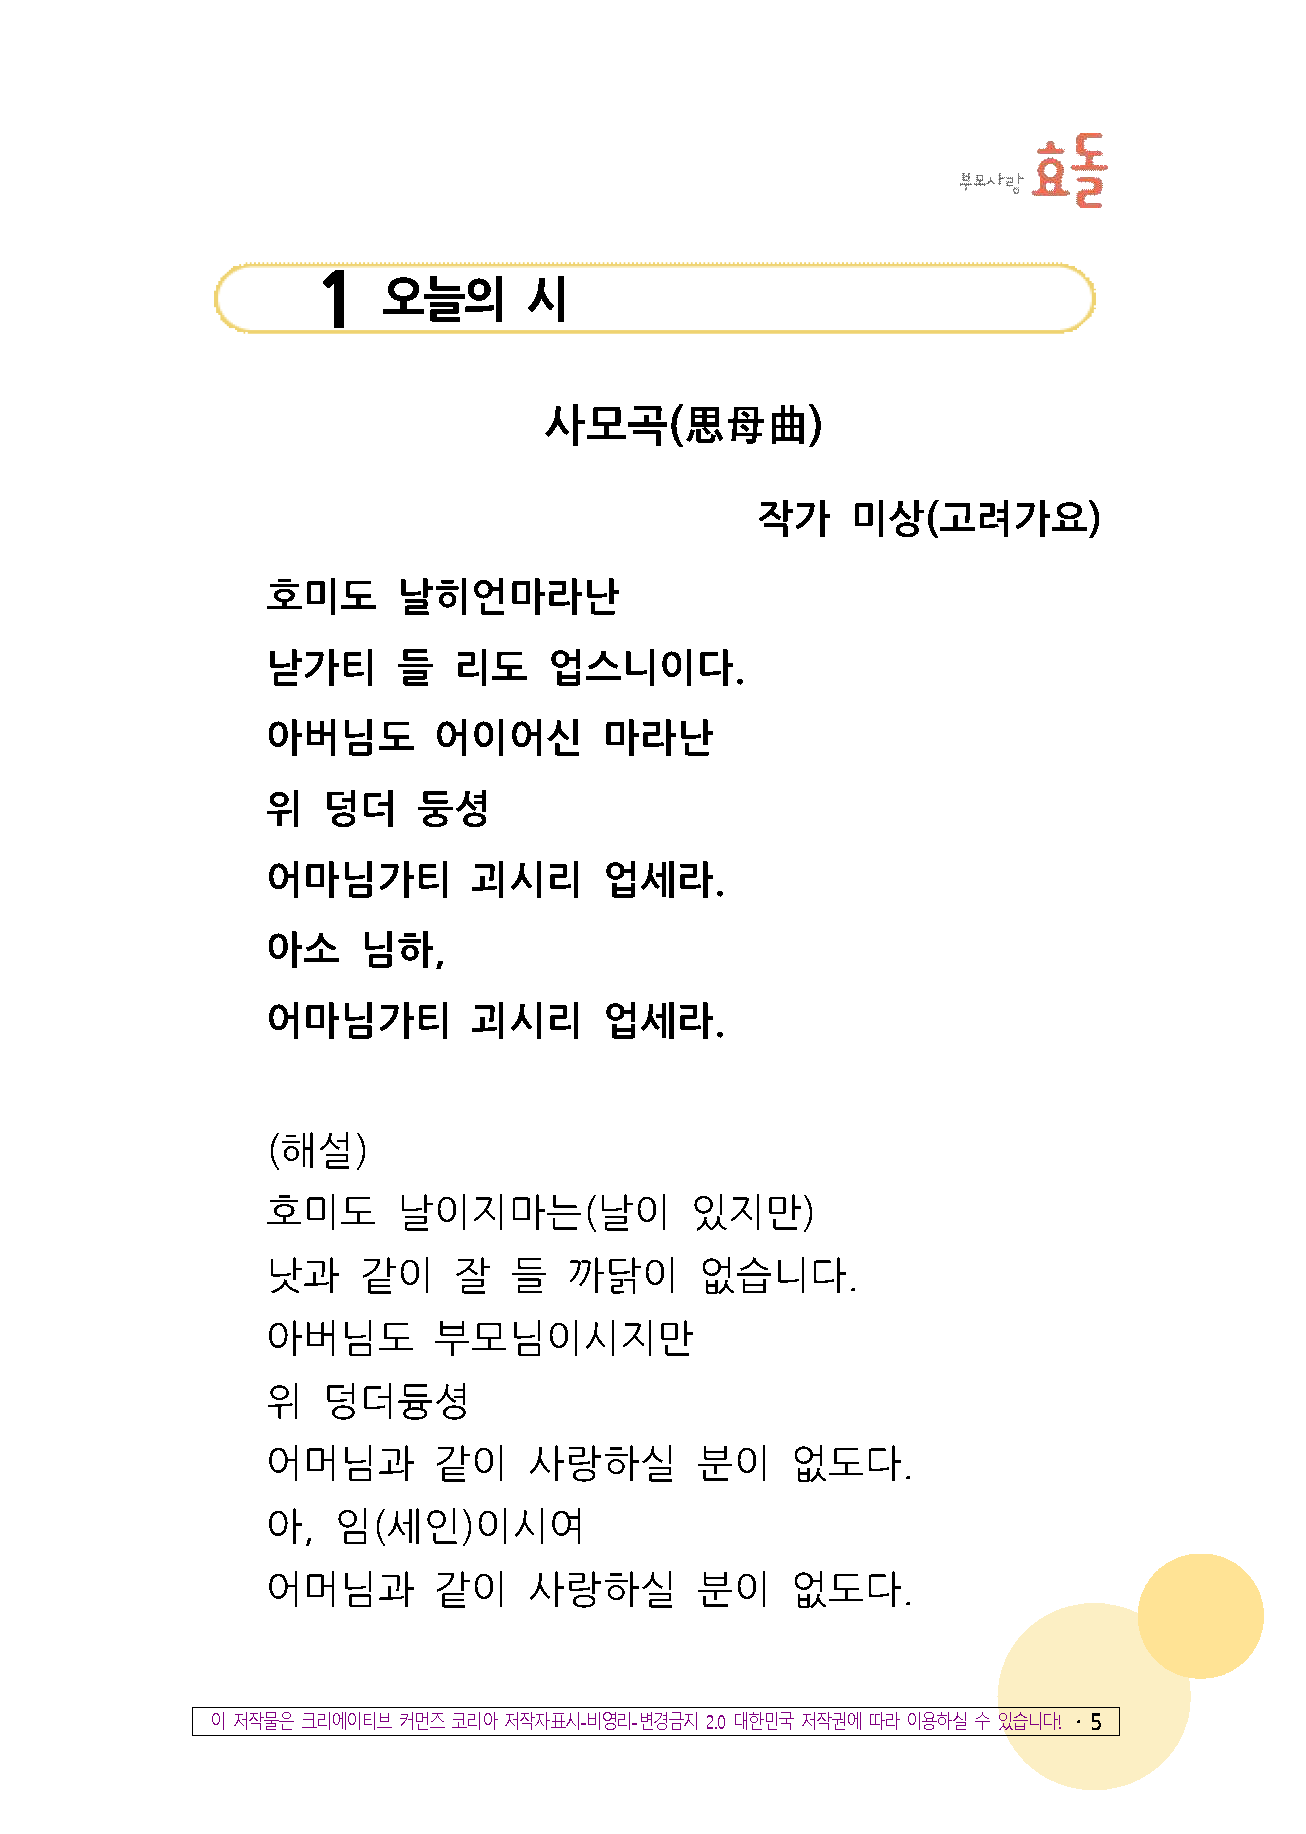 부모사랑 효돌
1 오늘의 시
사모곡(思母曲)
작가 미상(고려가요)
호미도 날히언마라난
낟가티 들 리도 업스니이다.
아버님도 어이어신 마라난
위 덩더 둥셩
어마님가티 괴시리 업세라.
아소 님하,
어마님가티 괴시리 업세라.
(해설)
호미도 날이지마는(날이 있지만)
낫과 같이 잘 들 까닭이 없습니다.
아버님도 부모님이시지만
위 덩더듕셩
어머님과 같이 사랑하실 분이 없도다.
아, 임(세인)이시여
어머님과 같이 사랑하실 분이 없도다.
이 저작물은 크리에이티브 커먼즈 코리아 저작자표시-비영리-변경금지 2.0 대한민국 저작권에 따라 이용하실 수 있습니다! · 5